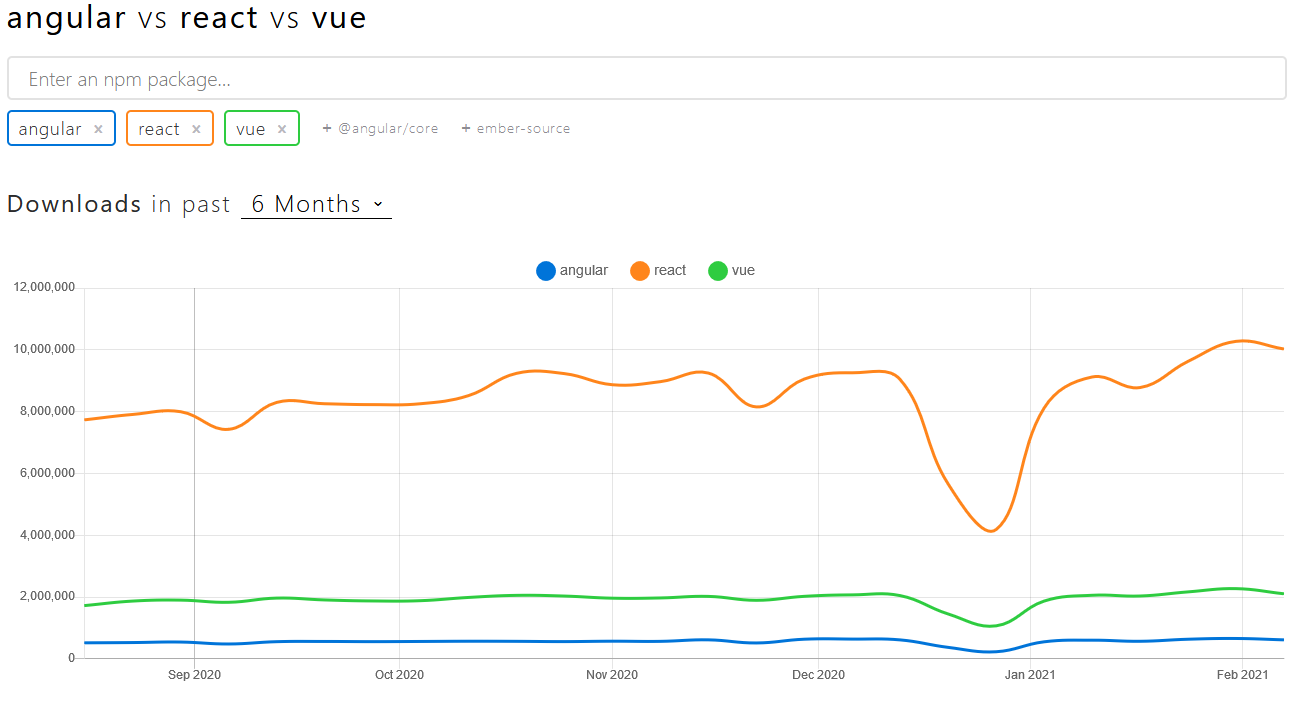 angular vs react vs vue
Enter an npm package...
angular × react × vue × + @angular/core + ember-source
Downloads in past 6 Months
angular react vue
12,000,000
10,000,000
8,000,000
6,000,000
4,000,000
2,000,000
0
Sep 2020 Oct 2020 Nov 2020 Dec 2020 Jan 2021 Feb 2021